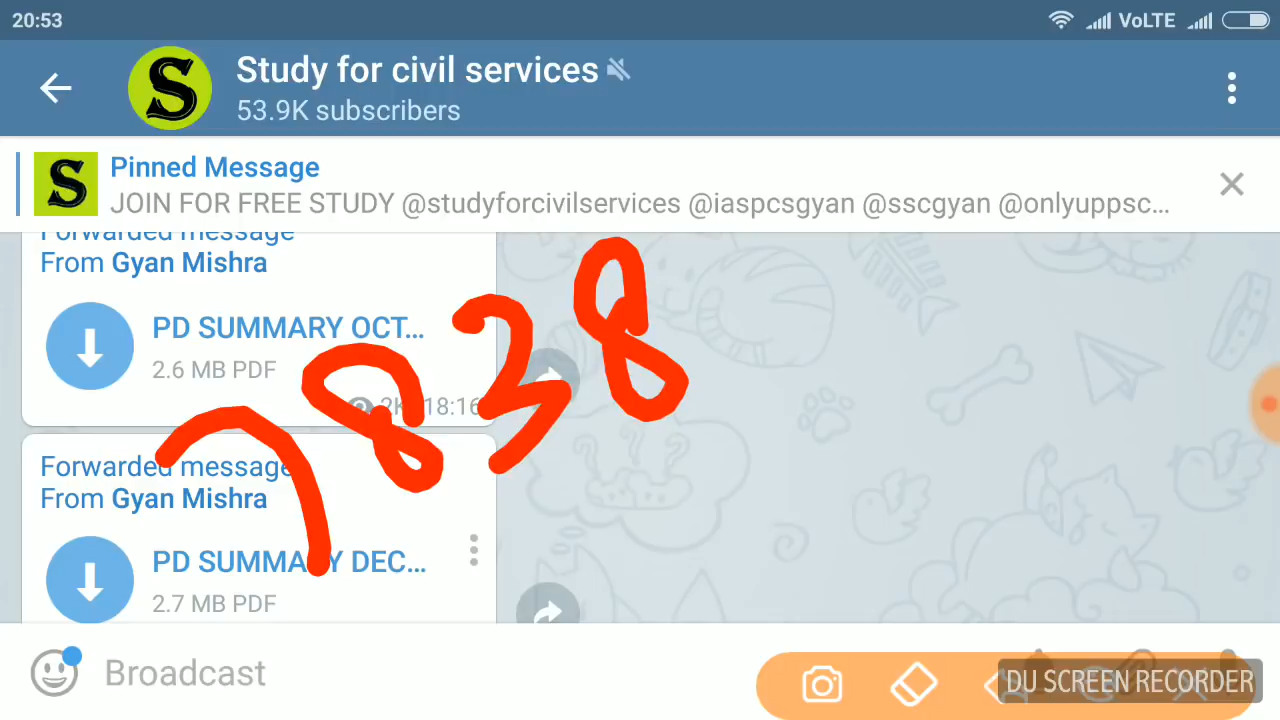 20:53 VoLTE
Study for civil services
53.9K subscribers
Pinned Message
JOIN FOR FREE STUDY @studyforcivilservices @iaspcsgyan @sscgyan @onlyuppsc...
Forwarded message
From Gyan Mishra
PD SUMMARY OCT...
2.6 MB PDF
2K 18:16
7838
Forwarded message
From Gyan Mishra
PD SUMMARY DEC...
2.7 MB PDF
Broadcast
DU SCREEN RECORDER